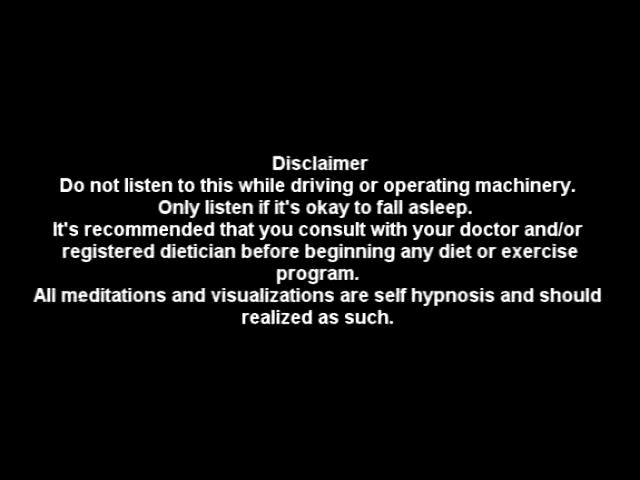 Disclaimer
Do not listen to this while driving or operating machinery.
Only listen if it's okay to fall asleep.
It's recommended that you consult with your doctor and/or
registered dietician before beginning any diet or exercise
program.
All meditations and visualizations are self hypnosis and should
realized as such.